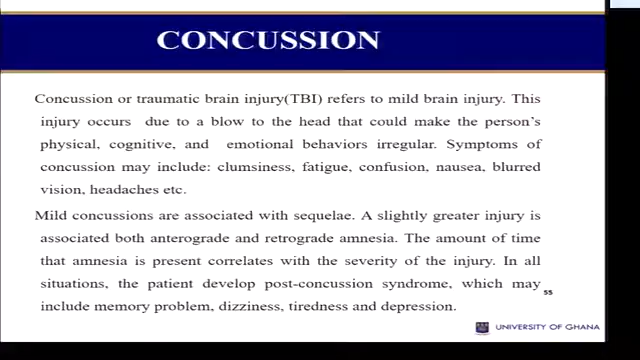 CONCUSSION
Concussion or traumatic brain injury(TBI) refers to mild brain injury. This
injury occurs due to a blow to the head that could make the person's
physical, cognitive, and emotional behaviors irregular. Symptoms of
concussion may include: clumsiness, fatigue, confusion, nausea, blurred
vision, headaches etc.
Mild concussions are associated with sequelae. A slightly greater injury is
associated both anterograde and retrograde amnesia. The amount of time
that amnesia is present correlates with the severity of the injury. In all
situations, the patient develop post-concussion syndrome, which may
include memory problem, dizziness, tiredness and depression.
55
UNIVERSITY OF GHANA